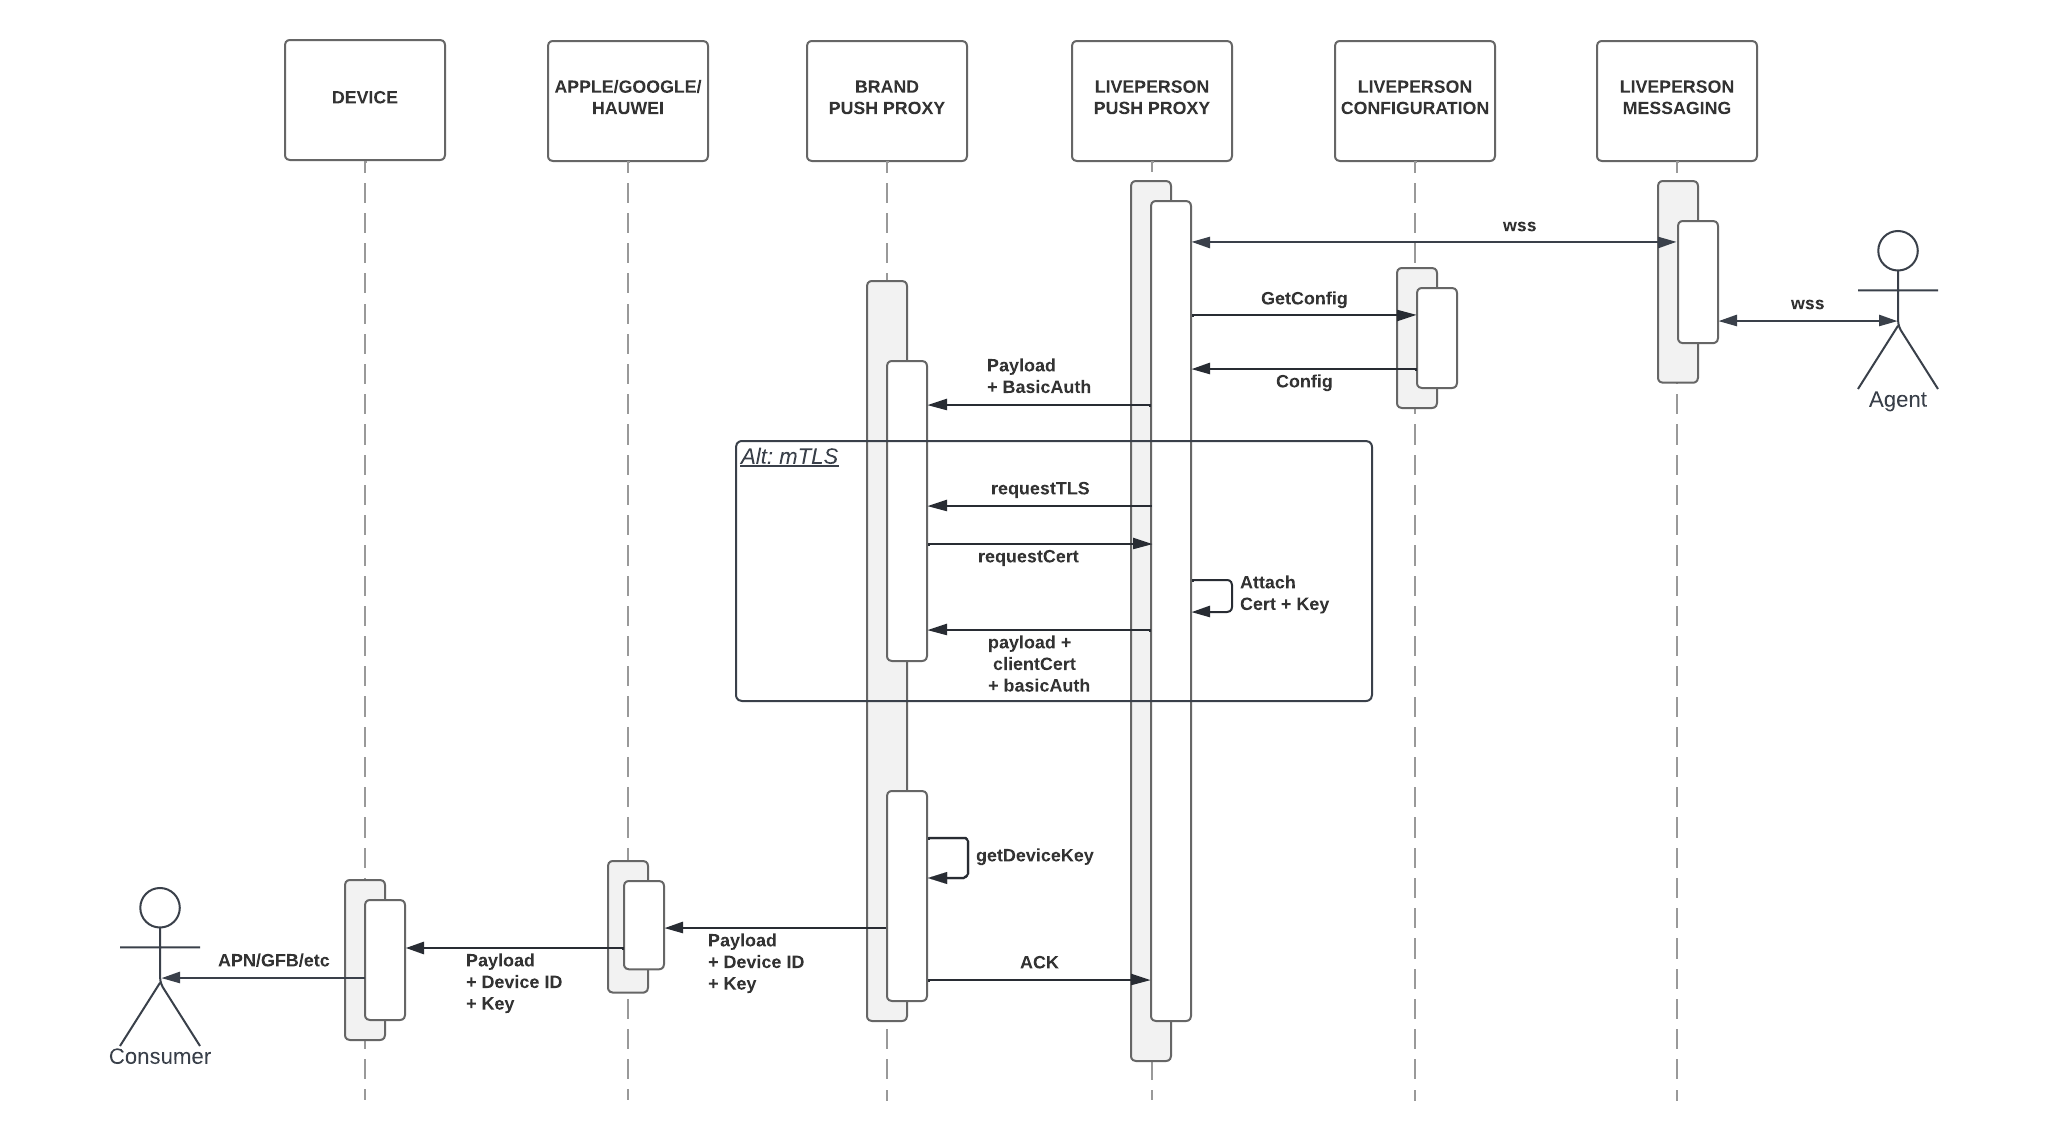 DEVICE
APPLE/GOOGLE/
HAUWEI
BRAND
PUSH PROXY
LIVEPERSON
PUSH PROXY
LIVEPERSON
CONFIGURATION
LIVEPERSON
MESSAGING
wss
GetConfig
wss
Payload
+ BasicAuth
Config
Agent
Alt: mTLS
requestTLS
requestCert
Attach
Cert + Key
payload +
clientCert
+ basicAuth
getDeviceKey
APN/GFB/etc
Payload
+ Device ID
+ Key
Payload
+ Device ID
+ Key
ACK
Consumer